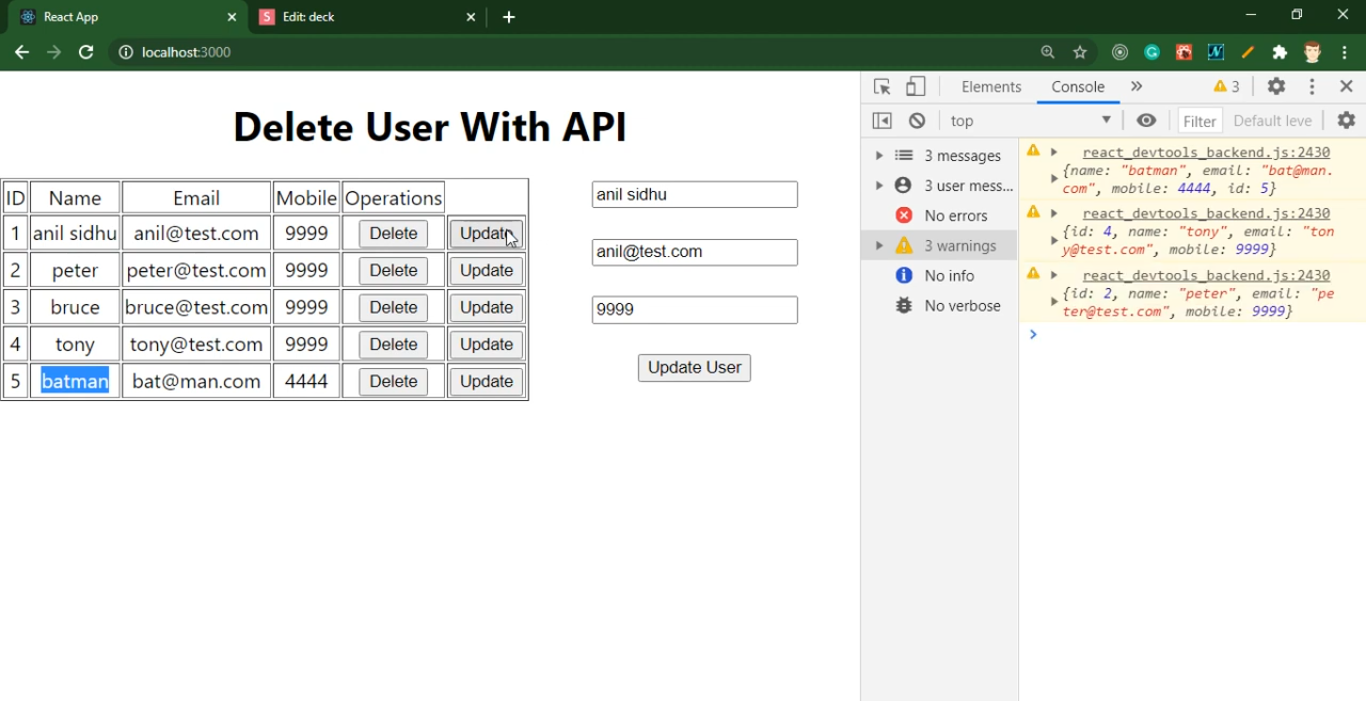 React App
S Edit: deck
localhost:3000
Delete User With API
ID Name Email Mobile Operations
1 anil sidhu anil@test.com 9999 Delete Update
2 peter peter@test.com 9999 Delete Update
3 bruce bruce@test.com 9999 Delete Update
4 tony tony@test.com 9999 Delete Update
5 batman bat@man.com 4444 Delete Update
anil sidhu
anil@test.com
9999
Update User
Elements Console » 3
top Filter Default leve
3 messages
3 user mess...
No errors
3 warnings
No info
No verbose
react_devtools_backend.js:2430
{name: "batman", email: "bat@man.
com", mobile: 4444, id: 5}
react_devtools_backend.js:2430
{id: 4, name: "tony", email: "ton
y@test.com", mobile: 9999}
react_devtools_backend.js:2430
{id: 2, name: "peter", email: "pe
ter@test.com", mobile: 9999}